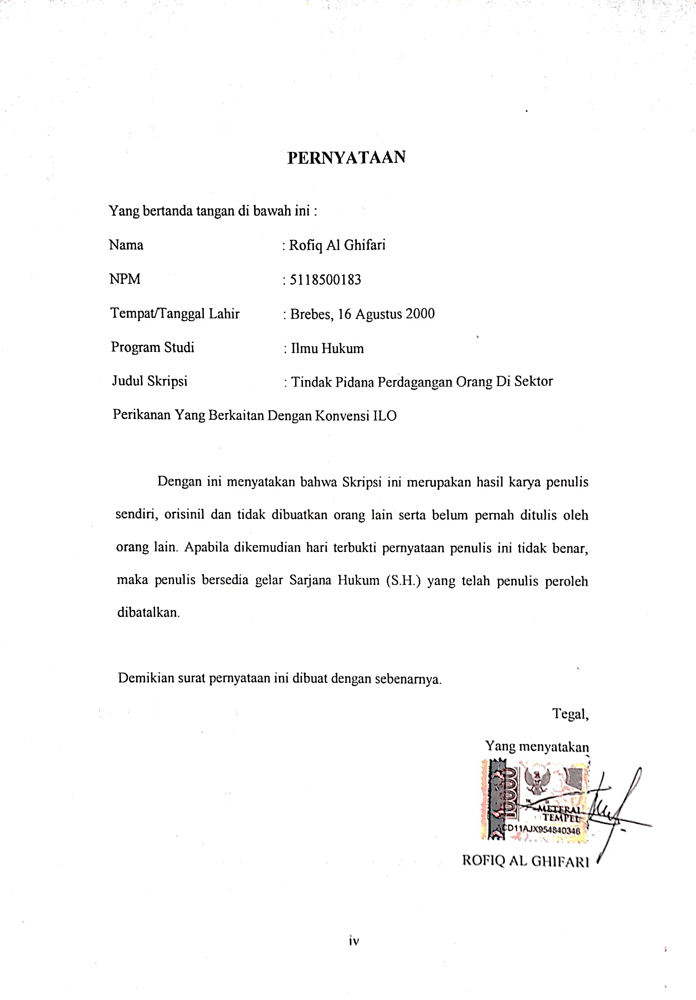 PERNYATAAN
Yang bertanda tangan di bawah ini :
Nama : Rofiq Al Ghifari
NPM : 5118500183
Tempat/Tanggal Lahir : Brebes, 16 Agustus 2000
Program Studi : Ilmu Hukum
Judul Skripsi : Tindak Pidana Perdagangan Orang Di Sektor
Perikanan Yang Berkaitan Dengan Konvensi ILO
Dengan ini menyatakan bahwa Skripsi ini merupakan hasil karya penulis
sendiri, orisinil dan tidak dibuatkan orang lain serta belum pernah ditulis oleh
orang lain. Apabila dikemudian hari terbukti pernyataan penulis ini tidak benar,
maka penulis bersedia gelar Sarjana Hukum (S.H.) yang telah penulis peroleh
dibatalkan.
Demikian surat pernyataan ini dibuat dengan sebenarnya.
Tegal,
Yang menyatakan
10000
METERAI
TEMPEL
ACD11AJX954840346
ROFIQ AL GHIFARI
iv